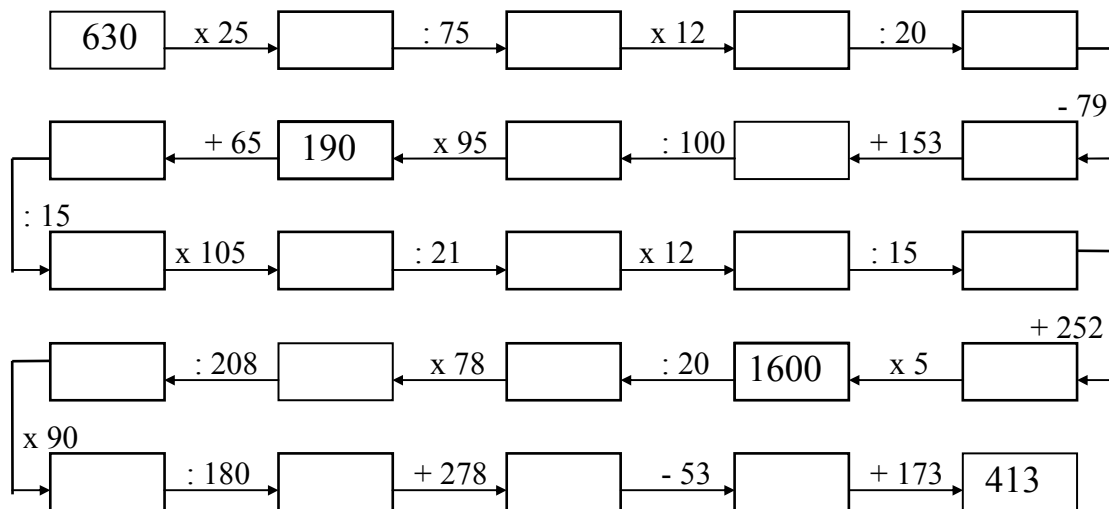 630 x 25 : 75 x 12 : 20
- 79
+ 65 190 x 95 : 100 + 153
: 15
x 105 : 21 x 12 : 15
+ 252
: 208 x 78 : 20 1600 x 5
x 90
: 180 + 278 - 53 + 173 413